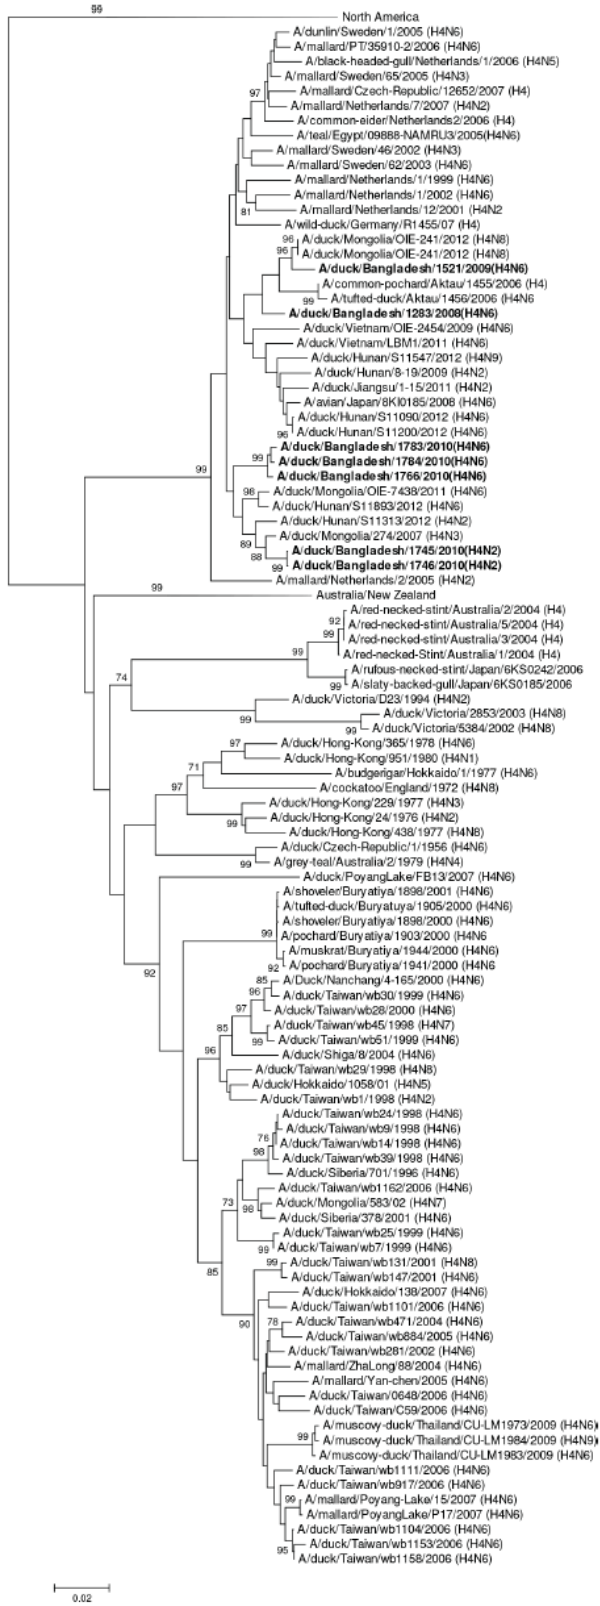 99
North America
A/dunlin/Sweden/1/2005 (H4N6)
A/mallard/PT/35910-2/2006 (H4N6)
A/black-headed-gull/Netherlands/1/2006 (H4N5)
A/mallard/Sweden/65/2005 (H4N3)
A/mallard/Czech-Republic/12652/2007 (H4)
97
A/mallard/Netherlands/7/2007 (H4N2)
A/common-eider/Netherlands2/2006 (H4)
A/teal/Egypt/09888-NAMRU3/2005(H4N6)
A/mallard/Sweden/46/2002 (H4N3)
A/mallard/Sweden/62/2003 (H4N6)
A/mallard/Netherlands/1/1999 (H4N6)
A/mallard/Netherlands/1/2002 (H4N6)
81
A/mallard/Netherlands/12/2001 (H4N2
A/wild-duck/Germany/R1455/07 (H4)
96
A/duck/Mongolia/OIE-241/2012 (H4N8)
96
A/duck/Mongolia/OIE-241/2012 (H4N8)
A/duck/Bangladesh/1521/2009(H4N6)
A/common-pochard/Aktau/1455/2006 (H4)
99
A/tufted-duck/Aktau/1456/2006 (H4N6
A/duck/Bangladesh/1283/2008(H4N6)
A/duck/Vietnam/OIE-2454/2009 (H4N6)
A/duck/Vietnam/LBM1/2011 (H4N6)
A/duck/Hunan/S11547/2012 (H4N9)
A/duck/Hunan/8-19/2009 (H4N2)
A/duck/Jiangsu/1-15/2011 (H4N2)
A/avian/Japan/8KI0185/2008 (H4N6)
A/duck/Hunan/S11090/2012 (H4N6)
96
A/duck/Hunan/S11200/2012 (H4N6)
A/duck/Bangladesh/1783/2010(H4N6)
99
A/duck/Bangladesh/1784/2010(H4N6)
99
A/duck/Bangladesh/1766/2010(H4N6)
98
A/duck/Mongolia/OIE-7438/2011 (H4N6)
A/duck/Hunan/S11893/2012 (H4N6)
A/duck/Hunan/S11313/2012 (H4N2)
89
A/duck/Mongolia/274/2007 (H4N3)
88
A/duck/Bangladesh/1745/2010(H4N2)
99
A/duck/Bangladesh/1746/2010(H4N2)
A/mallard/Netherlands/2/2005 (H4N2)
99
Australia/New Zealand
A/red-necked-stint/Australia/2/2004 (H4)
92
A/red-necked-stint/Australia/5/2004 (H4)
99
A/red-necked-stint/Australia/3/2004 (H4)
99
A/red-necked-Stint/Australia/1/2004 (H4)
A/rufous-necked-stint/Japan/6KS0242/2006
74
99
A/slaty-backed-gull/Japan/6KS0185/2006
A/duck/Victoria/D23/1994 (H4N2)
99
A/duck/Victoria/2853/2003 (H4N8)
99
A/duck/Victoria/5384/2002 (H4N8)
97
A/duck/Hong-Kong/365/1978 (H4N6)
A/duck/Hong-Kong/951/1980 (H4N1)
71
A/budgerigar/Hokkaido/1/1977 (H4N6)
97
A/cockatoo/England/1972 (H4N8)
A/duck/Hong-Kong/229/1977 (H4N3)
A/duck/Hong-Kong/24/1976 (H4N2)
99
A/duck/Hong-Kong/438/1977 (H4N8)
A/duck/Czech-Republic/1/1956 (H4N6)
99
A/grey-teal/Australia/2/1979 (H4N4)
A/duck/PoyangLake/FB13/2007 (H4N6)
A/shoveler/Buryatiya/1898/2001 (H4N6)
A/tufted-duck/Buryatuya/1905/2000 (H4N6)
A/shoveler/Buryatiya/1898/2000 (H4N6)
99
A/pochard/Buryatiya/1903/2000 (H4N6
A/muskrat/Buryatiya/1944/2000 (H4N6)
92
92
A/pochard/Buryatiya/1941/2000 (H4N6
85
A/Duck/Nanchang/4-165/2000 (H4N6)
96
A/duck/Taiwan/wb30/1999 (H4N6)
97
A/duck/Taiwan/wb28/2000 (H4N6)
A/duck/Taiwan/wb45/1998 (H4N7)
85
99
A/duck/Taiwan/wb51/1999 (H4N6)
96
A/duck/Shiga/8/2004 (H4N6)
A/duck/Taiwan/wb29/1998 (H4N8)
A/duck/Hokkaido/1058/01 (H4N5)
A/duck/Taiwan/wb1/1998 (H4N2)
A/duck/Taiwan/wb24/1998 (H4N6)
A/duck/Taiwan/wb9/1998 (H4N6)
76
A/duck/Taiwan/wb14/1998 (H4N6)
98
A/duck/Taiwan/wb39/1998 (H4N6)
A/duck/Siberia/701/1996 (H4N6)
A/duck/Taiwan/wb1162/2006 (H4N6)
73
A/duck/Mongolia/583/02 (H4N7)
98
A/duck/Siberia/378/2001 (H4N6)
A/duck/Taiwan/wb25/1999 (H4N6)
99
A/duck/Taiwan/wb7/1999 (H4N6)
99
A/duck/Taiwan/wb131/2001 (H4N8)
85
A/duck/Taiwan/wb147/2001 (H4N6)
A/duck/Hokkaido/138/2007 (H4N6)
A/duck/Taiwan/wb1101/2006 (H4N6)
90
78
A/duck/Taiwan/wb471/2004 (H4N6)
A/duck/Taiwan/wb884/2005 (H4N6)
A/duck/Taiwan/wb281/2002 (H4N6)
A/mallard/ZhaLong/88/2004 (H4N6)
A/mallard/Yan-chen/2005 (H4N6)
A/duck/Taiwan/0648/2006 (H4N6)
A/duck/Taiwan/C59/2006 (H4N6)
A/muscovy-duck/Thailand/CU-LM1973/2009 (H4N6)
99
A/muscovy-duck/Thailand/CU-LM1984/2009 (H4N9)
A/muscovy-duck/Thailand/CU-LM1983/2009 (H4N6)
A/duck/Taiwan/wb1111/2006 (H4N6)
A/duck/Taiwan/wb917/2006 (H4N6)
99
A/mallard/Poyang-Lake/15/2007 (H4N6)
A/mallard/PoyangLake/P17/2007 (H4N6)
A/duck/Taiwan/wb1104/2006 (H4N6)
A/duck/Taiwan/wb1153/2006 (H4N6)
95
A/duck/Taiwan/wb1158/2006 (H4N6)
0.02